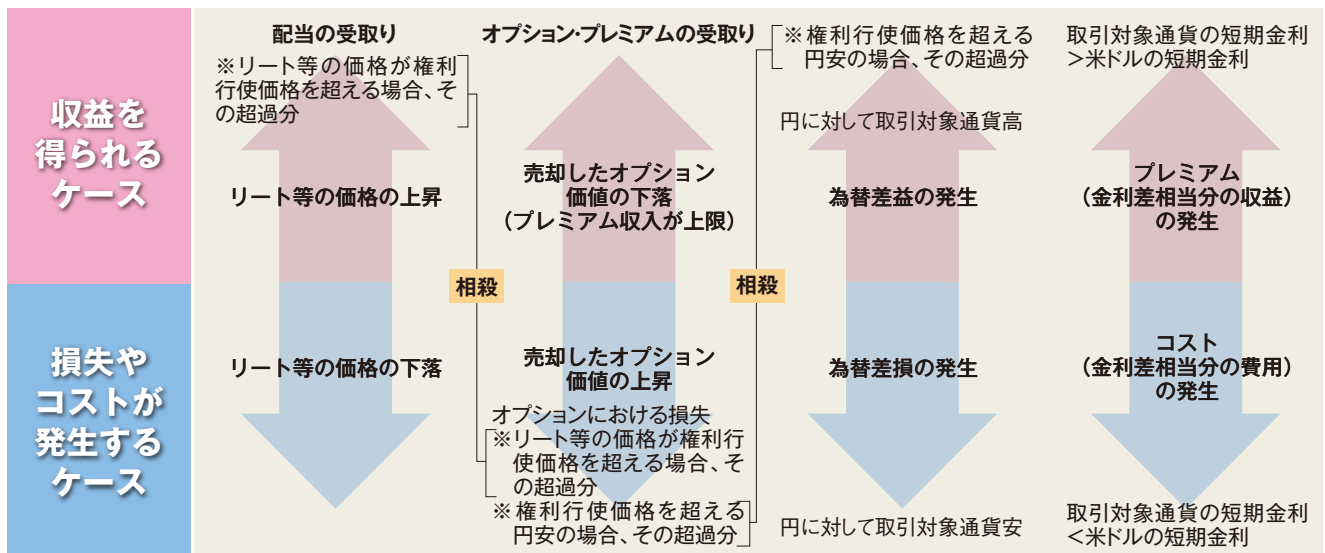 収益を
得られる
ケース
配当の受取り
※リート等の価格が権利
行使価格を超える場合、そ
の超過分
リート等の価格の上昇
オプション・プレミアムの受取り
売却したオプション
価値の下落
（プレミアム収入が上限）
※権利行使価格を超える
円安の場合、その超過分
円に対して取引対象通貨高
為替差益の発生
取引対象通貨の短期金利
＞米ドルの短期金利
プレミアム
（金利差相当分の収益）
の発生
相殺
相殺
損失や
コストが
発生する
ケース
リート等の価格の下落
売却したオプション
価値の上昇
オプションにおける損失
※リート等の価格が権利行
使価格を超える場合、そ
の超過分
※権利行使価格を超える
円安の場合、その超過分
為替差損の発生
円に対して取引対象通貨安
コスト
（金利差相当分の費用）
の発生
取引対象通貨の短期金利
＜米ドルの短期金利